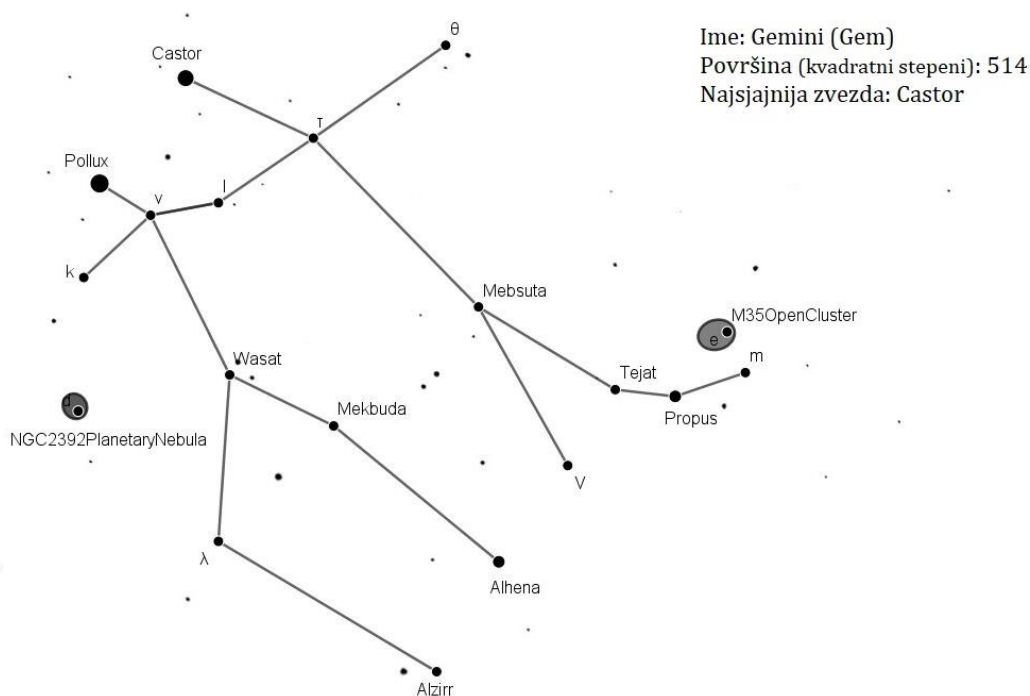 Ime: Gemini (Gem)
Površina (kvadratni stepeni): 514
Najsjajnija zvezda: Castor
θ
Castor
τ
Pollux
l
v
k
Mebsuta
M35OpenCluster
e
m
Wasat
Tejat
Propus
d
Mekbuda
NGC2392PlanetaryNebula
V
λ
Alhena
Alzirr